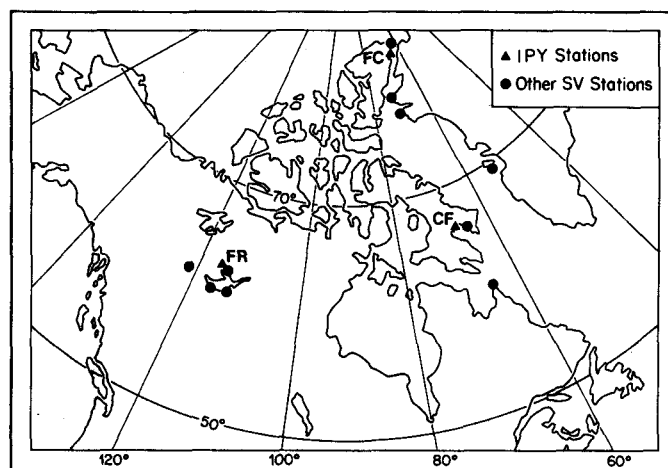 FC
▲ IPY Stations
● Other SV Stations
70°
CF
FR
50°
120° 100° 80° 60°